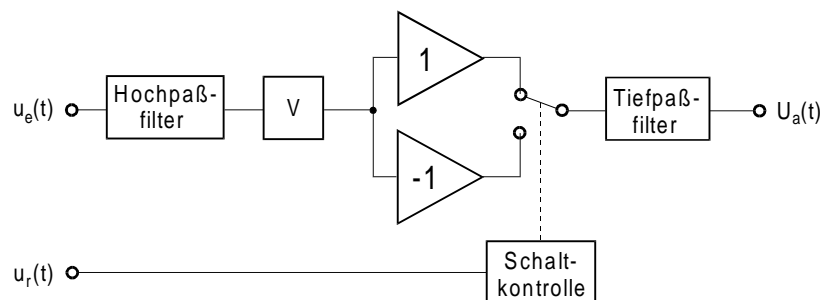 1
Hochpaß-
filter
V
u_e(t)
Tiefpaß-
filter
U_a(t)
-1
Schalt-
kontrolle
u_r(t)